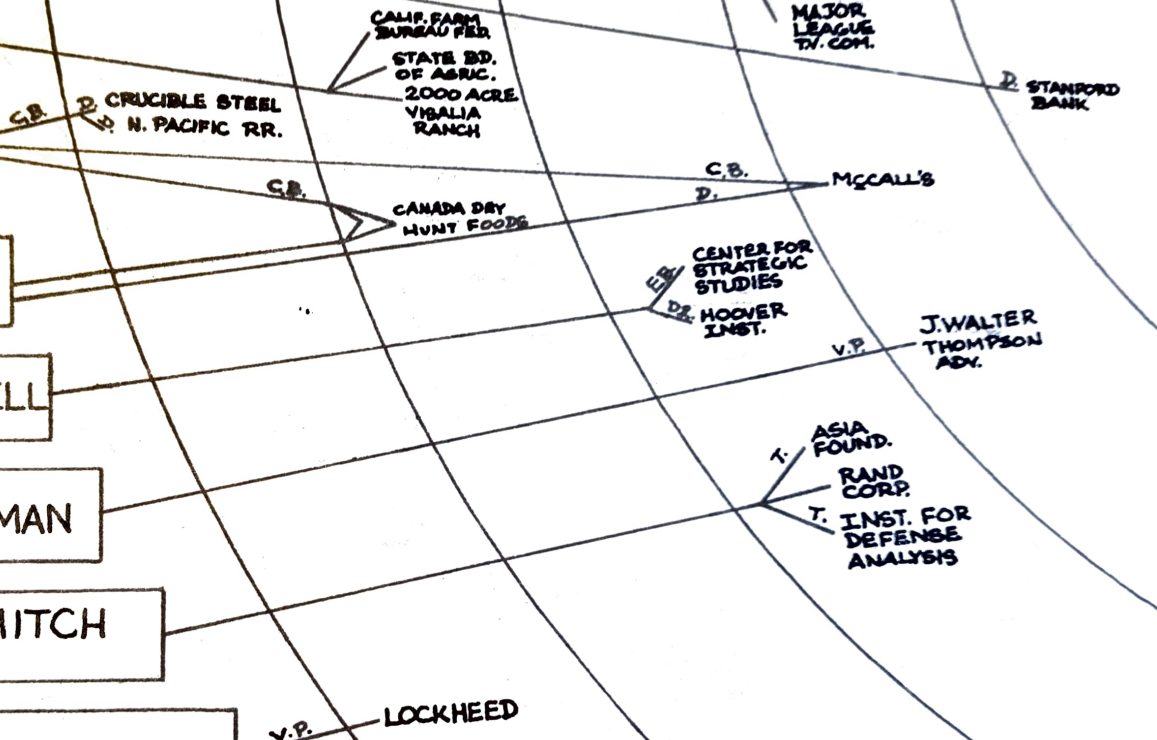 MAJOR
LEAGUE
T.V. COM.
CALIF. FARM
BUREAU FED.
STATE BD.
OF AGRIC.
2000 ACRE
VISALIA
RANCH
D.
STANFORD
BANK
C.B.
D.
CRUCIBLE STEEL
D.
N. PACIFIC RR.
C.B.
D.
McCALL'S
C.B.
CANADA DRY
HUNT FOODS
E.B.
CENTER FOR
STRATEGIC
STUDIES
DR.
HOOVER
INST.
V.P.
J. WALTER
THOMPSON
ADV.
ELL
MAN
T.
ASIA
FOUND.
RAND
CORP.
T.
INST. FOR
DEFENSE
ANALYSIS
HITCH
V.P.
LOCKHEED